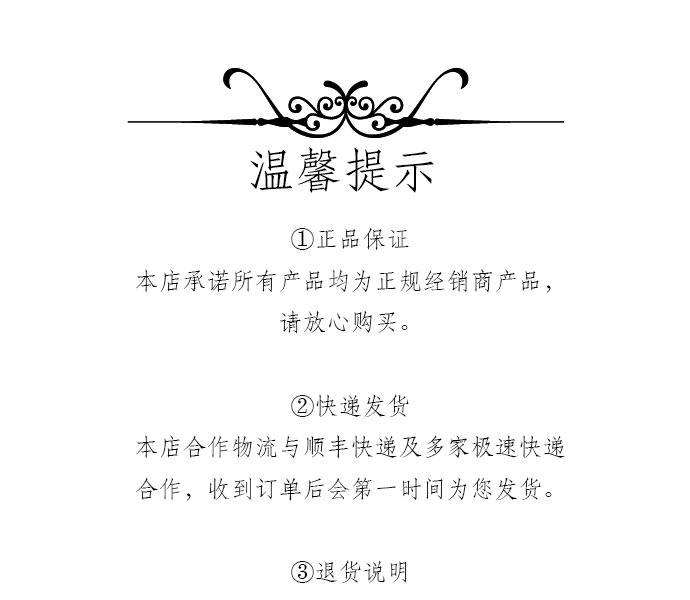 温馨提示
①正品保证
本店承诺所有产品均为正规经销商产品，
请放心购买。
②快递发货
本店合作物流与顺丰快递及多家极速快递
合作，收到订单后会第一时间为您发货。
③退货说明